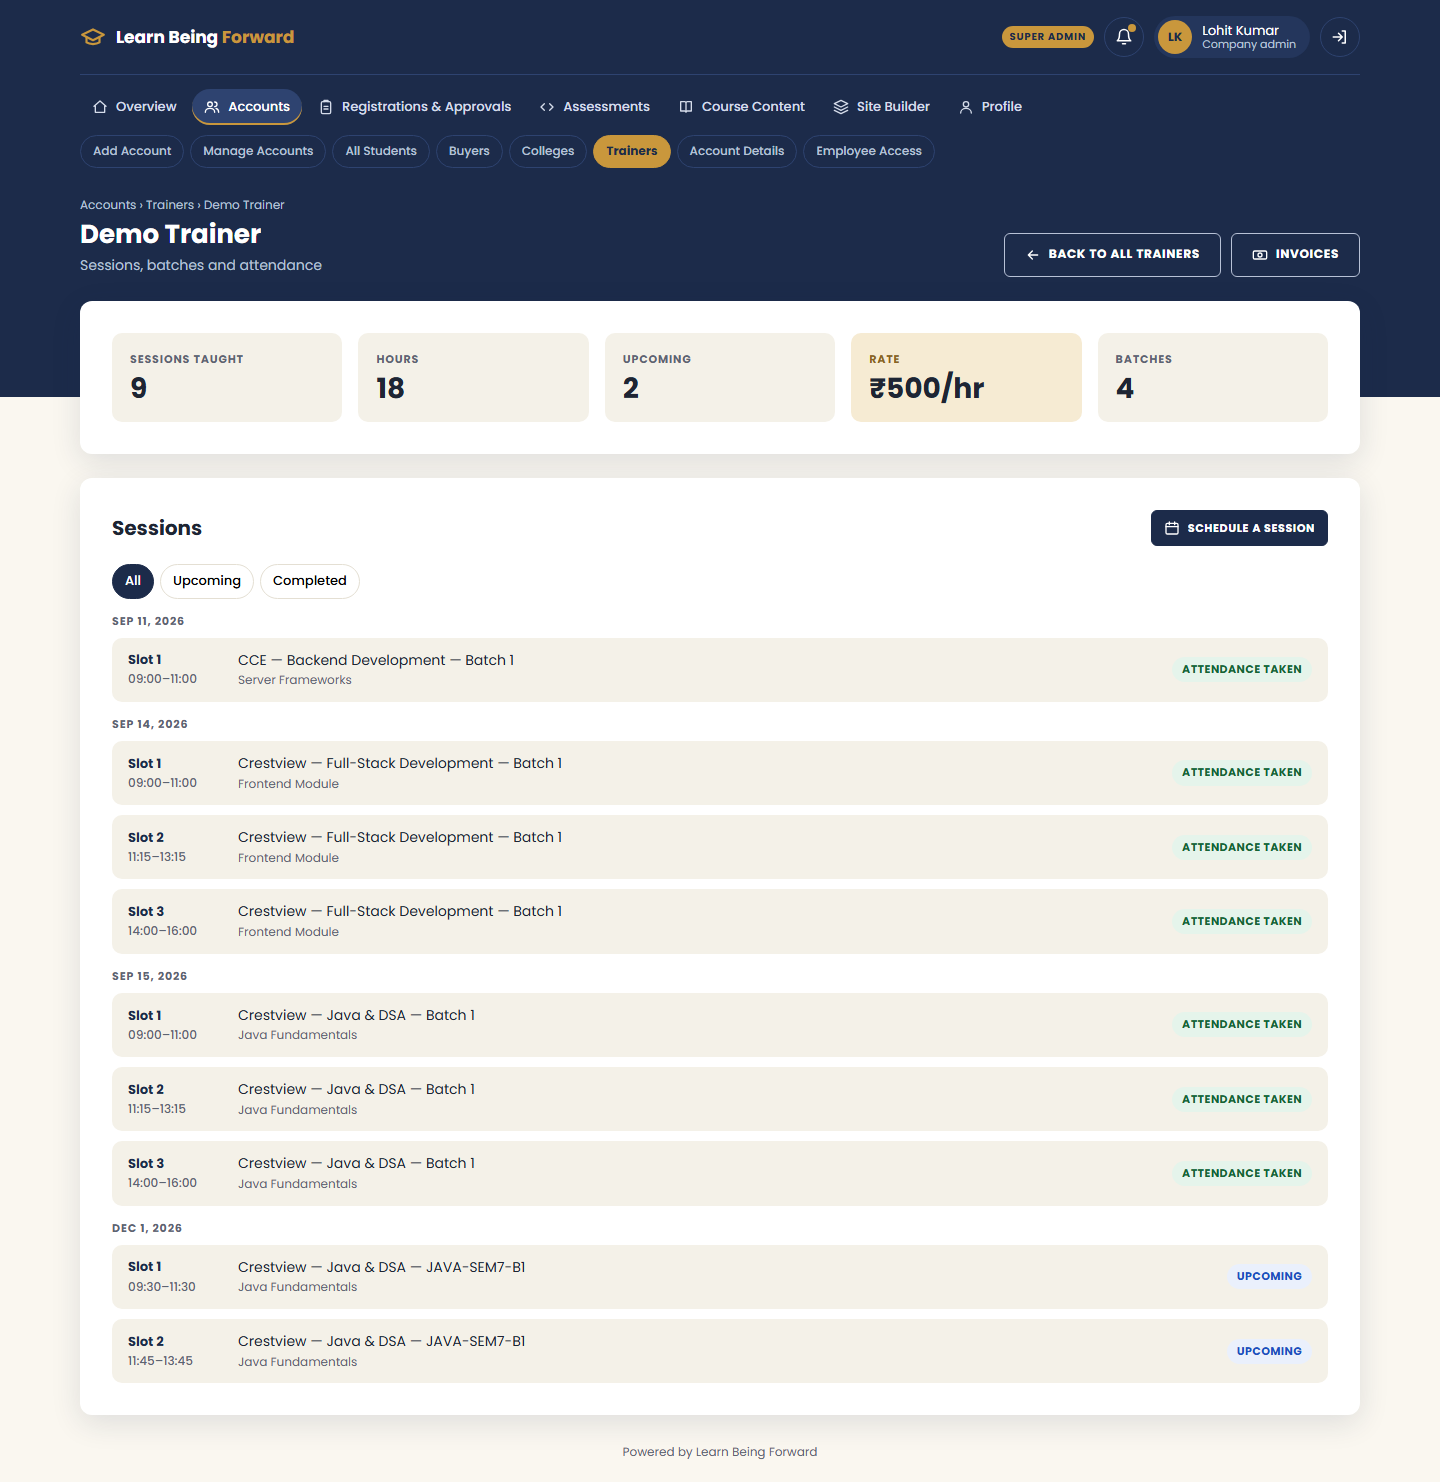 Learn Being Forward
SUPER ADMIN
LK
Lohit Kumar
Company admin
Overview
Accounts
Registrations & Approvals
Assessments
Course Content
Site Builder
Profile
Add Account
Manage Accounts
All Students
Buyers
Colleges
Trainers
Account Details
Employee Access
Accounts › Trainers › Demo Trainer
Demo Trainer
Sessions, batches and attendance
BACK TO ALL TRAINERS
INVOICES
SESSIONS TAUGHT
9
HOURS
18
UPCOMING
2
RATE
₹500/hr
BATCHES
4
Sessions
SCHEDULE A SESSION
All
Upcoming
Completed
SEP 11, 2026
Slot 1
09:00–11:00
CCE — Backend Development — Batch 1
Server Frameworks
ATTENDANCE TAKEN
SEP 14, 2026
Slot 1
09:00–11:00
Crestview — Full-Stack Development — Batch 1
Frontend Module
ATTENDANCE TAKEN
Slot 2
11:15–13:15
Crestview — Full-Stack Development — Batch 1
Frontend Module
ATTENDANCE TAKEN
Slot 3
14:00–16:00
Crestview — Full-Stack Development — Batch 1
Frontend Module
ATTENDANCE TAKEN
SEP 15, 2026
Slot 1
09:00–11:00
Crestview — Java & DSA — Batch 1
Java Fundamentals
ATTENDANCE TAKEN
Slot 2
11:15–13:15
Crestview — Java & DSA — Batch 1
Java Fundamentals
ATTENDANCE TAKEN
Slot 3
14:00–16:00
Crestview — Java & DSA — Batch 1
Java Fundamentals
ATTENDANCE TAKEN
DEC 1, 2026
Slot 1
09:30–11:30
Crestview — Java & DSA — JAVA-SEM7-B1
Java Fundamentals
UPCOMING
Slot 2
11:45–13:45
Crestview — Java & DSA — JAVA-SEM7-B1
Java Fundamentals
UPCOMING
Powered by Learn Being Forward